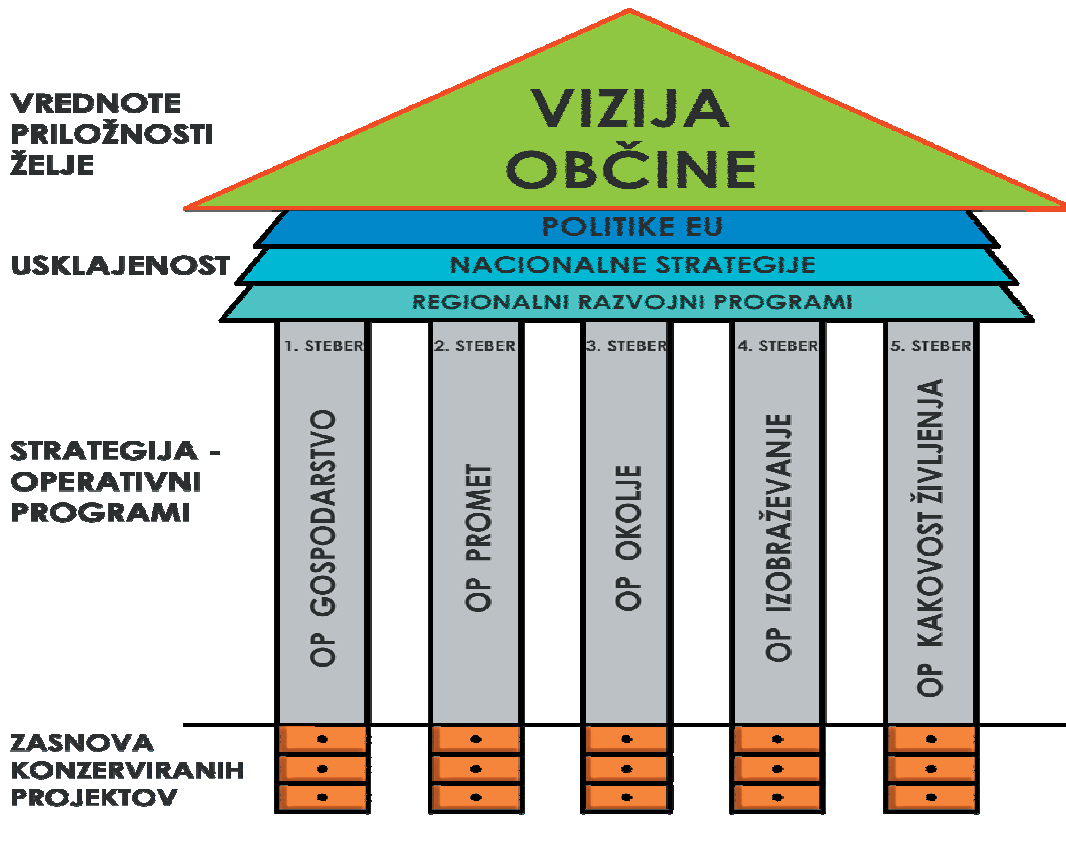 VREDNOTE
PRILOŽNOSTI
ŽELJE
VIZIJA
OBČINE
POLITIKE EU
USKLAJENOST
NACIONALNE STRATEGIJE
REGIONALNI RAZVOJNI PROGRAMI
1. STEBER
2. STEBER
3. STEBER
4. STEBER
5. STEBER
STRATEGIJA -
OPERATIVNI
PROGRAMI
OP GOSPODARSTVO
OP PROMET
OP OKOLJE
OP IZOBRAŽEVANJE
OP KAKOVOST ŽIVLJENJA
ZASNOVA
KONZERVIRANIH
PROJEKTOV